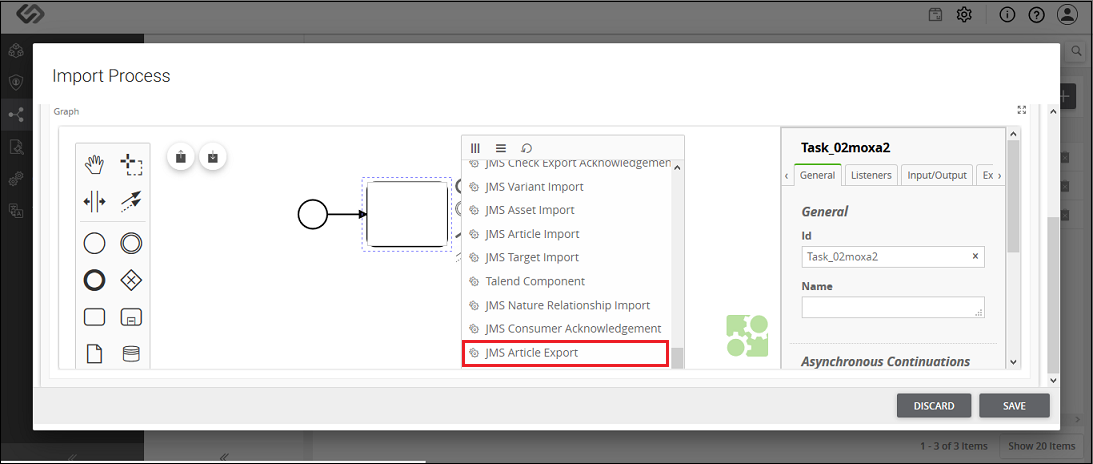 Import Process
Graph
JMS Check Export Acknowledgemen
JMS Variant Import
JMS Asset Import
JMS Article Import
JMS Target Import
Talend Component
JMS Nature Relationship Import
JMS Consumer Acknowledgement
JMS Article Export
Task_02moxa2
General
Listeners
Input/Output
Ex
General
Id
Task_02moxa2
Name
Asynchronous Continuations
DISCARD
SAVE
1 - 3 of 3 Items
Show 20 Items